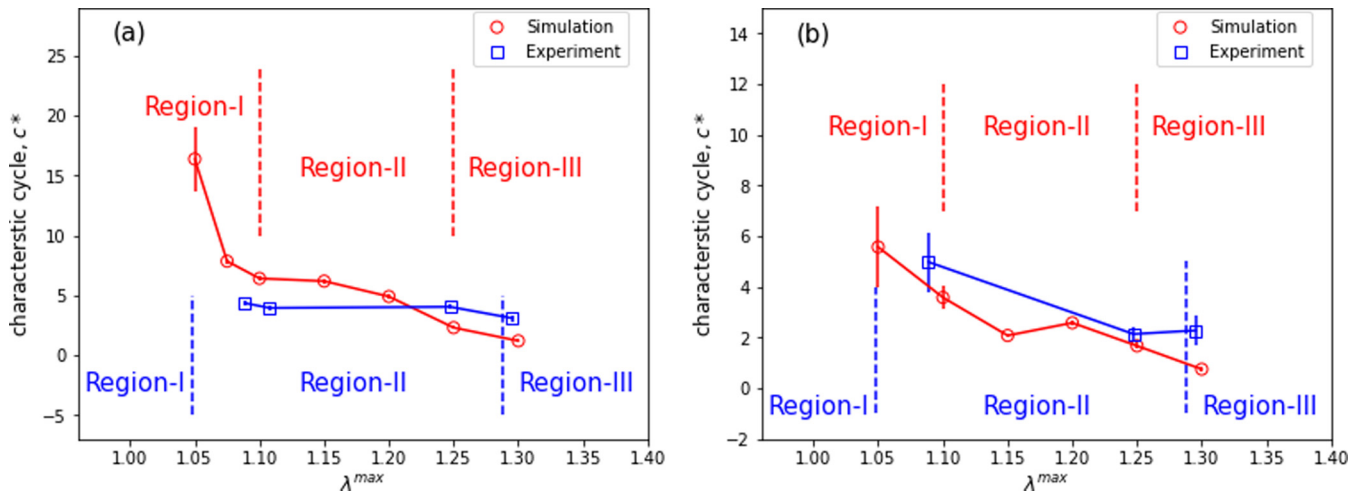 (a)
Simulation
Experiment
25
20
15
10
5
0
−5
characterstic cycle, c*
Region-I
Region-II
Region-III
Region-I
Region-II
Region-III
1.00 1.05 1.10 1.15 1.20 1.25 1.30 1.35 1.40
λ^max
(b)
Simulation
Experiment
14
12
10
8
6
4
2
0
−2
characterstic cycle, c*
Region-I
Region-II
Region-III
Region-I
Region-II
Region-III
1.00 1.05 1.10 1.15 1.20 1.25 1.30 1.35 1.40
λ^max